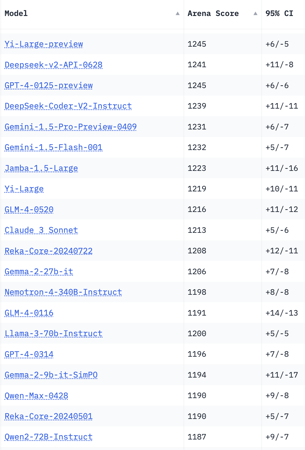 Model Arena Score 95% CI
Yi-Large-preview 1245 +6/-5
Deepseek-v2-API-0628 1241 +11/-8
GPT-4-0125-preview 1245 +6/-6
DeepSeek-Coder-V2-Instruct 1239 +11/-11
Gemini-1.5-Pro-Preview-0409 1231 +6/-7
Gemini-1.5-Flash-001 1232 +5/-7
Jamba-1.5-Large 1223 +11/-16
Yi-Large 1219 +10/-11
GLM-4-0520 1216 +11/-12
Claude 3 Sonnet 1213 +5/-6
Reka-Core-20240722 1208 +12/-11
Gemma-2-27b-it 1206 +7/-8
Nemotron-4-340B-Instruct 1198 +8/-8
GLM-4-0116 1191 +14/-13
Llama-3-70b-Instruct 1200 +5/-5
GPT-4-0314 1196 +7/-8
Gemma-2-9b-it-SimPO 1194 +11/-17
Qwen-Max-0428 1190 +9/-8
Reka-Core-20240501 1190 +5/-7
Qwen2-72B-Instruct 1187 +9/-7